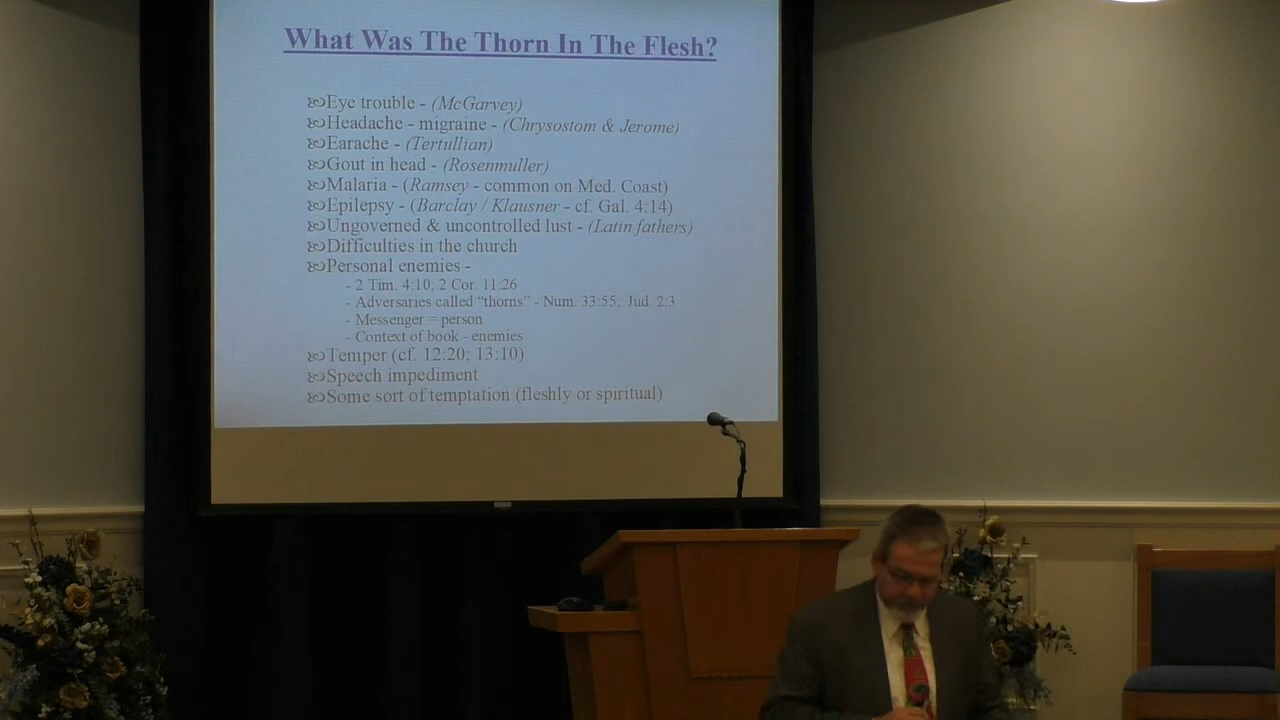 What Was The Thorn In The Flesh?
Eye trouble - (McGarvey)
Headache - migraine - (Chrysostom & Jerome)
Earache - (Tertullian)
Gout in head - (Rosenmuller)
Malaria - (Ramsey - common on Med. Coast)
Epilepsy - (Barclay / Klausner - cf. Gal. 4:14)
Ungoverned & uncontrolled lust - (Latin fathers)
Difficulties in the church
Personal enemies -
- 2 Tim. 4:10; 2 Cor. 11:26
- Adversaries called “thorns” - Num. 33:55; Jud. 2:3
- Messenger = person
- Context of book - enemies
Temper (cf. 12:20; 13:10)
Speech impediment
Some sort of temptation (fleshly or spiritual)